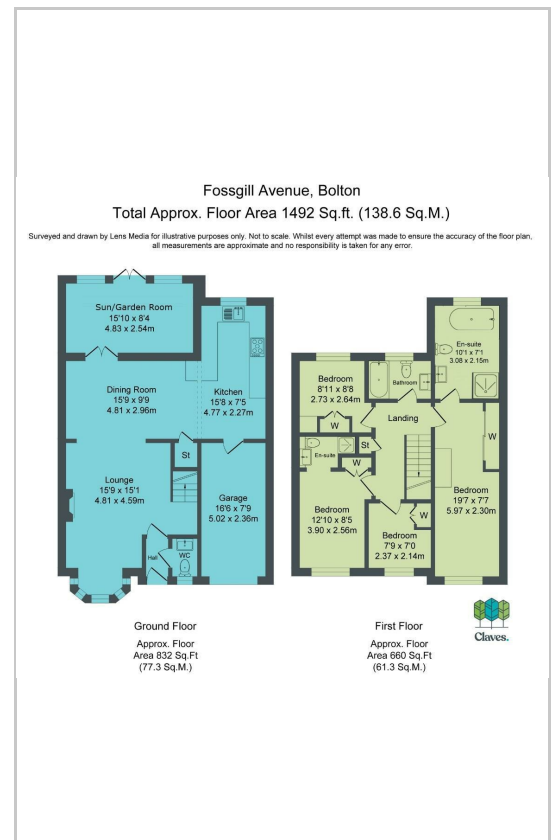 Fossgill Avenue, Bolton
Total Approx. Floor Area 1492 Sq.ft. (138.6 Sq.M.)
Surveyed and drawn by Lens Media for illustrative purposes only. Not to scale. Whilst every attempt was made to ensure the accuracy of the floor plan,
all measurements are approximate and no responsibility is taken for any error.
Sun/Garden Room
15'10 x 8'4
4.83 x 2.54m
Dining Room
15'9 x 9'9
4.81 x 2.96m
Kitchen
15'8 x 7'5
4.77 x 2.27m
St
Lounge
15'9 x 15'1
4.81 x 4.59m
Garage
16'6 x 7'9
5.02 x 2.36m
Hall
WC
Ground Floor
Approx. Floor
Area 832 Sq.Ft
(77.3 Sq.M.)
En-suite
10'1 x 7'1
3.08 x 2.15m
Bedroom
8'11 x 8'8
2.73 x 2.64m
Bathroom
W
Landing
W
En-suite
St
W
Bedroom
12'10 x 8'5
3.90 x 2.56m
Bedroom
19'7 x 7'7
5.97 x 2.30m
W
Bedroom
7'9 x 7'0
2.37 x 2.14m
First Floor
Approx. Floor
Area 660 Sq.Ft
(61.3 Sq.M.)
Claves.